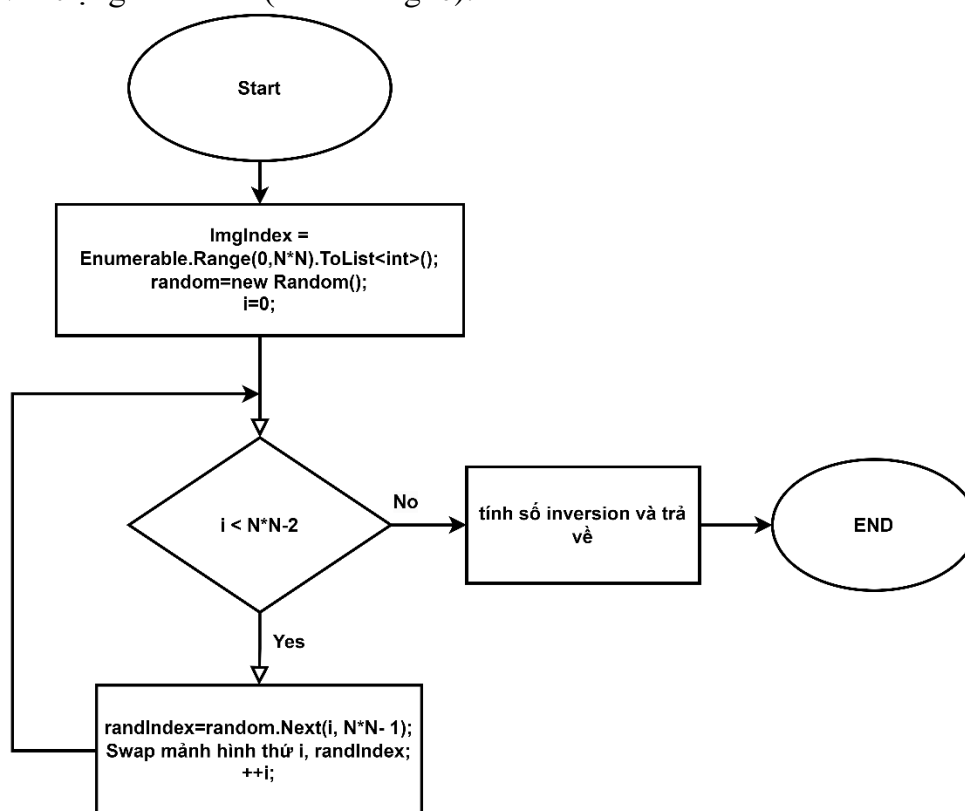 Start
ImgIndex =
Enumerable.Range(0,N*N).ToList<int>();
random=new Random();
i=0;
i < N*N-2
No
tính số inversion và trả
về
END
Yes
randIndex=random.Next(i, N*N- 1);
Swap mảnh hình thứ i, randIndex;
++i;